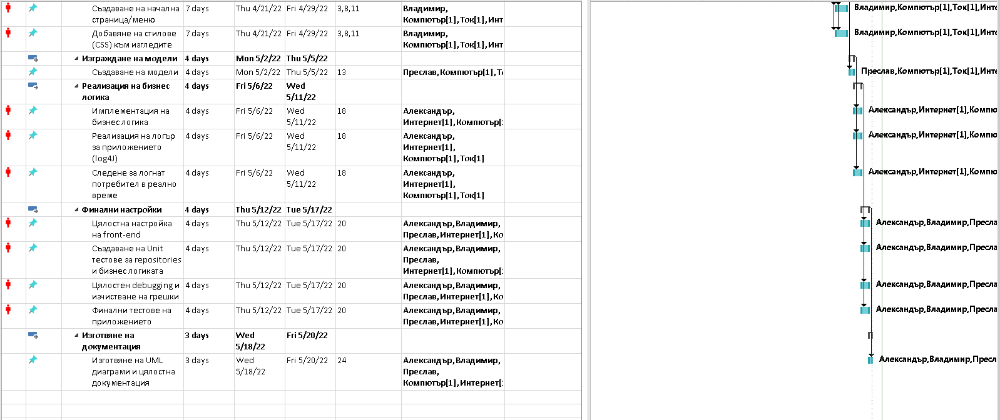 Създаване на начална 7 days Thu 4/21/22 Fri 4/29/22 3,8,11 Владимир, Владимир,Компютър[1],Ток[1],Инте
страница/меню Компютър[1],Ток[1],Инт
Добавяне на стилове 7 days Thu 4/21/22 Fri 4/29/22 3,8,11 Владимир, Владимир,Компютър[1],Ток[1],Инте
(CSS) към изгледите Компютър[1],Ток[1],Инт
Изграждане на модели 4 days Mon 5/2/22 Thu 5/5/22
Създаване на модели 4 days Mon 5/2/22 Thu 5/5/22 13 Преслав,Компютър[1],Т Преслав,Компютър[1],Ток[1],Инте
Реализация на бизнес 4 days Fri 5/6/22 Wed
логика 5/11/22
Имплементация на 4 days Fri 5/6/22 Wed 18 Александър, Александър,Интернет[1],Компю
бизнес логика 5/11/22 Интернет[1],Компютър[
Реализация на логър 4 days Fri 5/6/22 Wed 18 Александър, Александър,Интернет[1],Компю
за приложението 5/11/22 Интернет[1],
(log4J) Компютър[1],Ток[1]
Следене за логнат 4 days Fri 5/6/22 Wed 18 Александър, Александър,Интернет[1],Компю
потребител в реално 5/11/22 Интернет[1],
време Компютър[1],Ток[1]
Финални настройки 4 days Thu 5/12/22 Tue 5/17/22
Цялостна настройка 4 days Thu 5/12/22 Tue 5/17/22 20 Александър,Владимир, Александър,Владимир,Пресла
на front-end Преслав,Интернет[1],Ко
Създаване на Unit 4 days Thu 5/12/22 Tue 5/17/22 20 Александър,Владимир, Александър,Владимир,Пресла
тестове за repositories Преслав,
и бизнес логиката Интернет[1],Компютър[
Цялостен debugging и 4 days Thu 5/12/22 Tue 5/17/22 20 Александър,Владимир, Александър,Владимир,Пресла
изчистване на грешки Преслав,Интернет[1],Ко
Финални тестове на 4 days Thu 5/12/22 Tue 5/17/22 20 Александър,Владимир, Александър,Владимир,Пресла
приложението Преслав,Интернет[1],Ко
Изготвяне на 3 days Wed Fri 5/20/22
документация 5/18/22
Изготвяне на UML 3 days Wed Fri 5/20/22 24 Александър,Владимир, Александър,Владимир,Пресл
диаграми и цялостна 5/18/22 Преслав,
документация Компютър[1],Интернет[